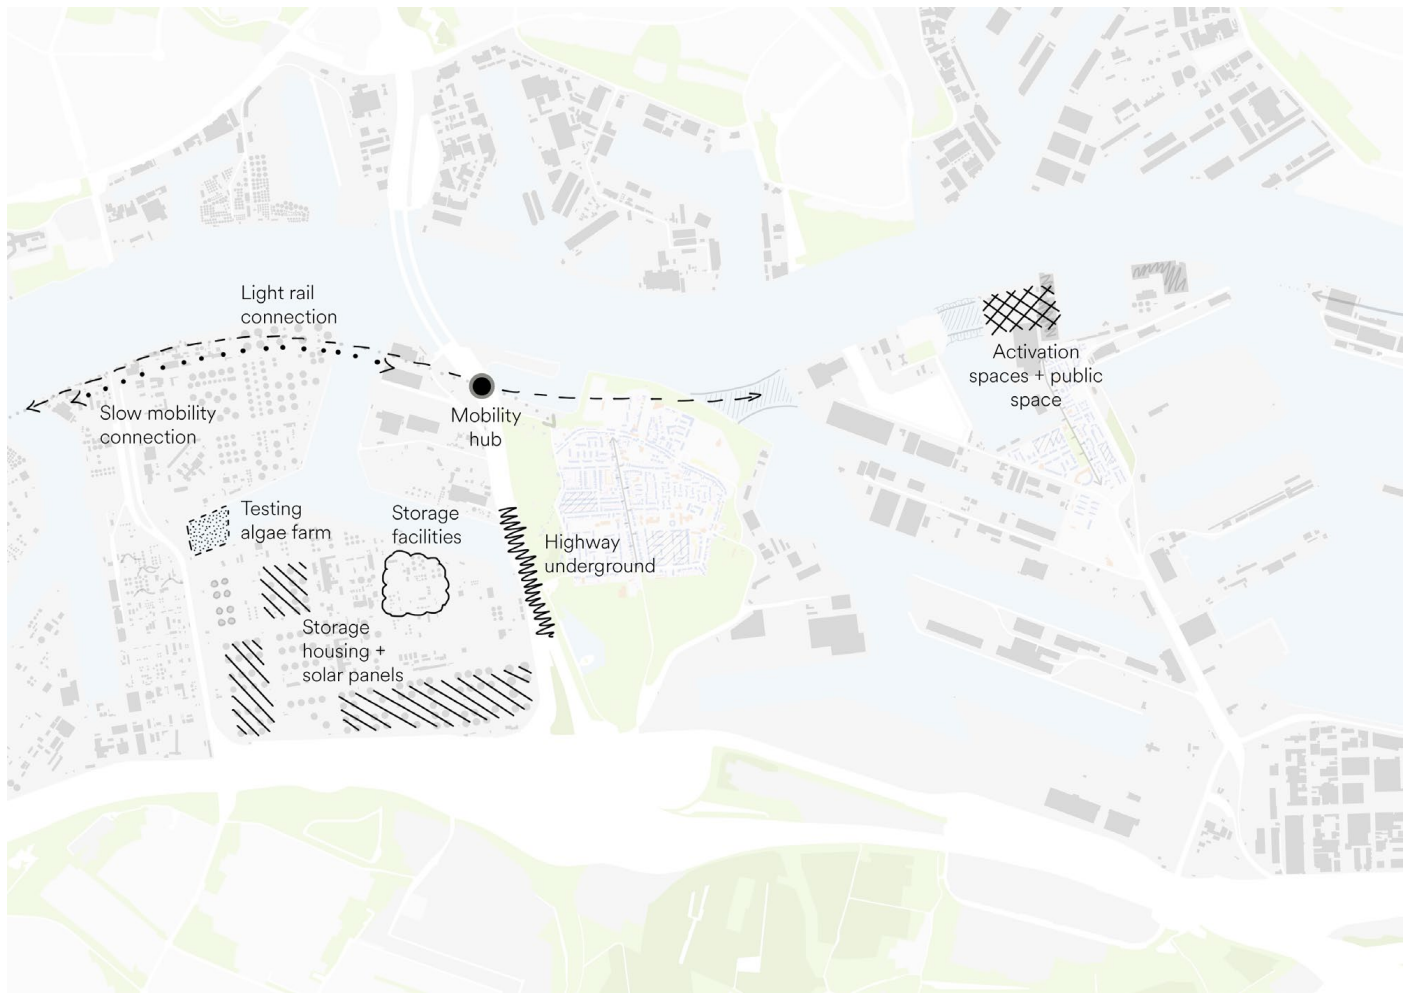 Light rail
connection
Activation
spaces + public
space
Slow mobility
connection
Mobility
hub
Testing
algae farm
Storage
facilities
Highway
underground
Storage
housing +
solar panels